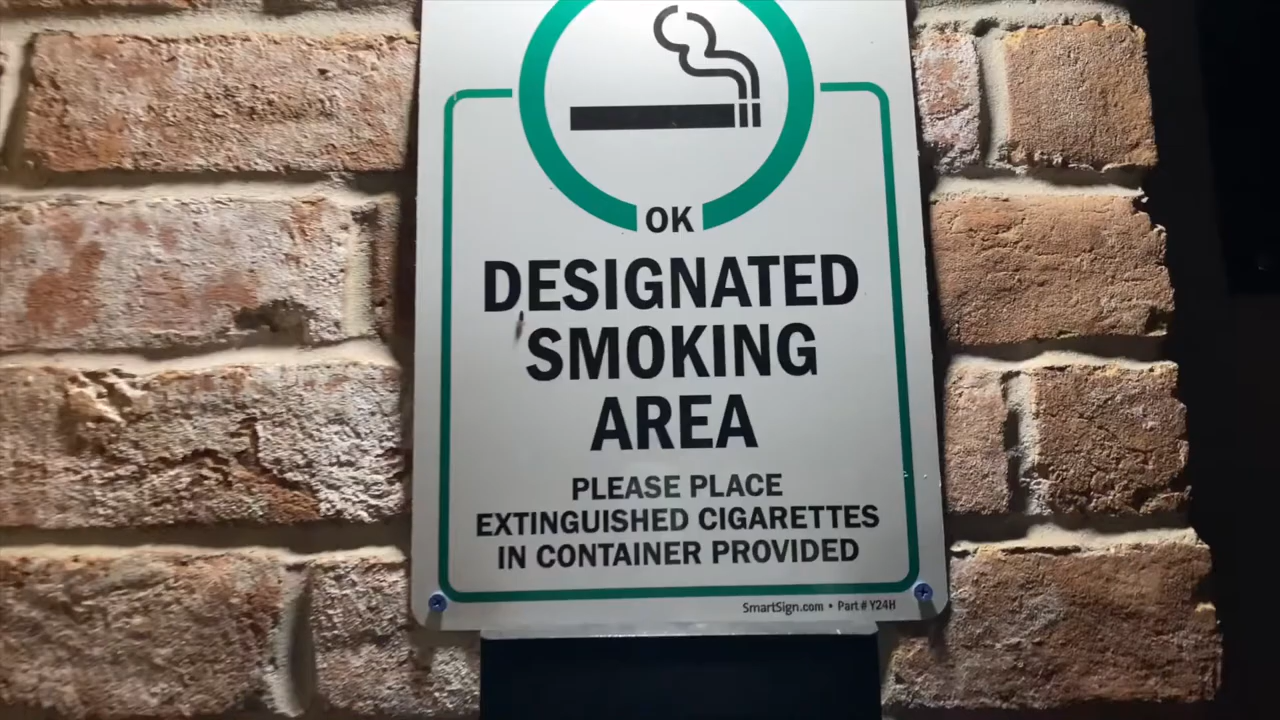 OK
DESIGNATED
SMOKING
AREA
PLEASE PLACE
EXTINGUISHED CIGARETTES
IN CONTAINER PROVIDED
SmartSign.com • Part # Y24H